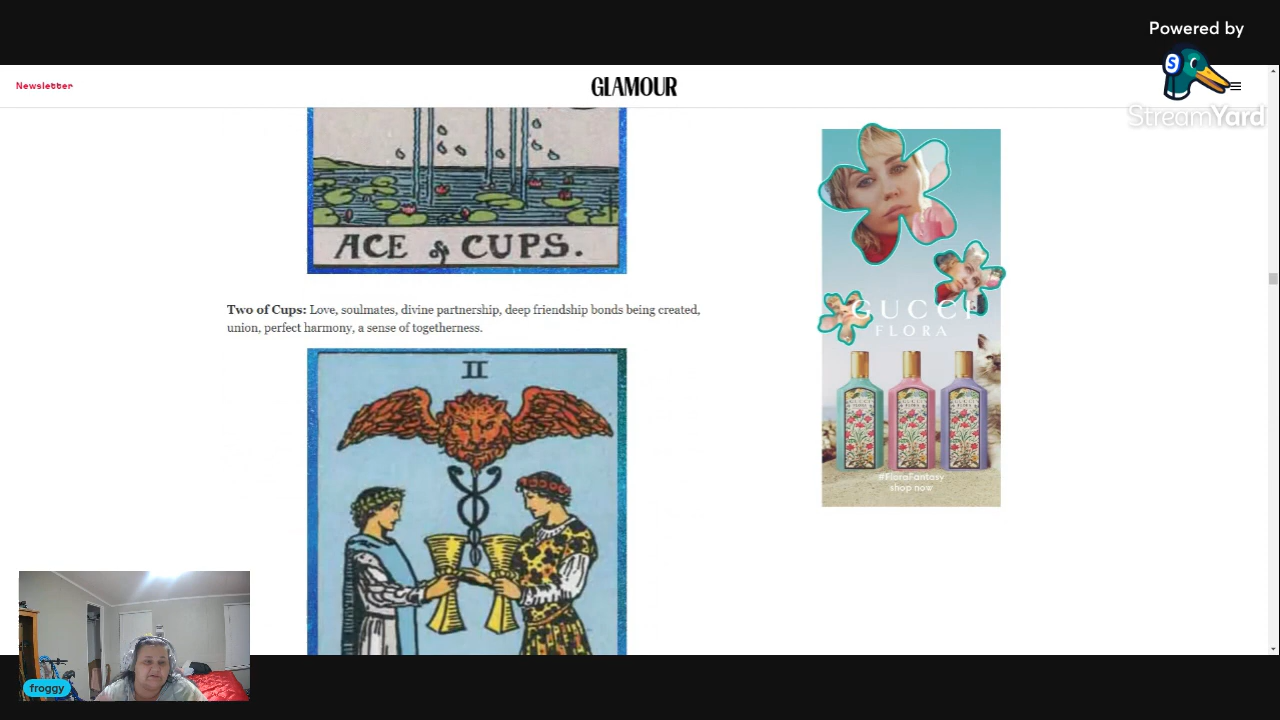 Powered by
StreamYard
Newsletter
GLAMOUR
ACE of CUPS.
Two of Cups: Love, soulmates, divine partnership, deep friendship bonds being created,
union, perfect harmony, a sense of togetherness.
II
GUCCI
FLORA
#FloraFantasy
shop now
froggy